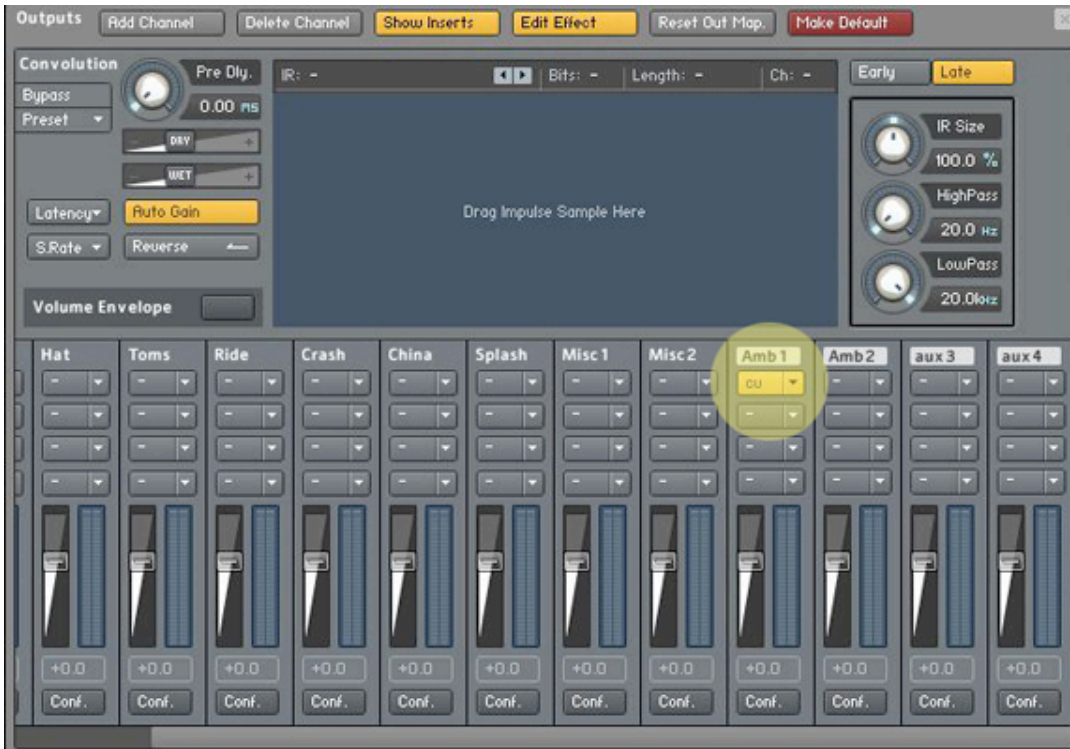 Outputs Add Channel Delete Channel Show Inserts Edit Effect Reset Out Map. Make Default
Convolution Pre Dly. IR: - Bits: - Length: - Ch: - Early Late
Bypass
0.00 ms
Preset
IR Size
DRY
- +
100.0 %
WET
- +
HighPass
Latency Auto Gain Drag Impulse Sample Here
20.0 Hz
S.Rate Reverse
LowPass
Volume Envelope 20.0kHz
Hat Toms Ride Crash China Splash Misc 1 Misc 2 Amb 1 Amb 2 aux 3 aux 4
- - - - - - - - cu - - -
- - - - - - - - - - - -
- - - - - - - - - - - -
- - - - - - - - - - - -
+0.0 +0.0 +0.0 +0.0 +0.0 +0.0 +0.0 +0.0 +0.0 +0.0 +0.0 +0.0
Conf. Conf. Conf. Conf. Conf. Conf. Conf. Conf. Conf. Conf. Conf. Conf.